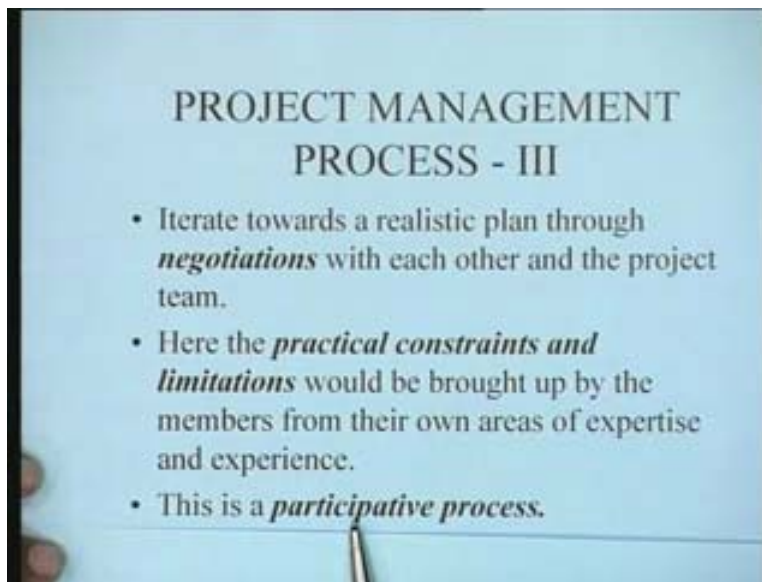 PROJECT MANAGEMENT
PROCESS - III
• Iterate towards a realistic plan through
negotiations with each other and the project
team.
• Here the practical constraints and
limitations would be brought up by the
members from their own areas of expertise
and experience.
• This is a participative process.